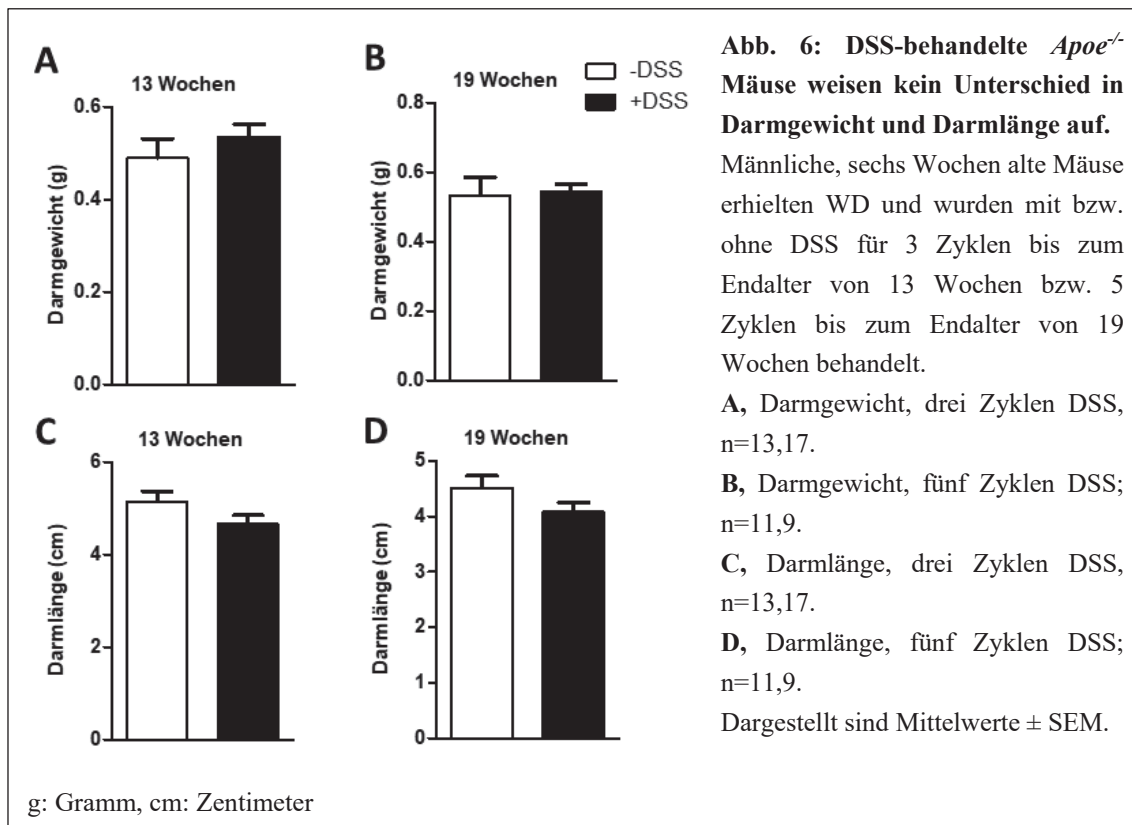 A
13 Wochen
Darmgewicht (g)
0.6
0.4
0.2
0.0
B
19 Wochen
Darmgewicht (g)
0.8
0.6
0.4
0.2
0.0
-DSS
+DSS
C
13 Wochen
Darmlänge (cm)
6
4
2
0
D
19 Wochen
Darmlänge (cm)
5
4
3
2
1
0
g: Gramm, cm: Zentimeter
Abb. 6: DSS-behandelte Apoe-/-
Mäuse weisen kein Unterschied in
Darmgewicht und Darmlänge auf.
Männliche, sechs Wochen alte Mäuse
erhielten WD und wurden mit bzw.
ohne DSS für 3 Zyklen bis zum
Endalter von 13 Wochen bzw. 5
Zyklen bis zum Endalter von 19
Wochen behandelt.
A, Darmgewicht, drei Zyklen DSS,
n=13,17.
B, Darmgewicht, fünf Zyklen DSS;
n=11,9.
C, Darmlänge, drei Zyklen DSS,
n=13,17.
D, Darmlänge, fünf Zyklen DSS;
n=11,9.
Dargestellt sind Mittelwerte ± SEM.